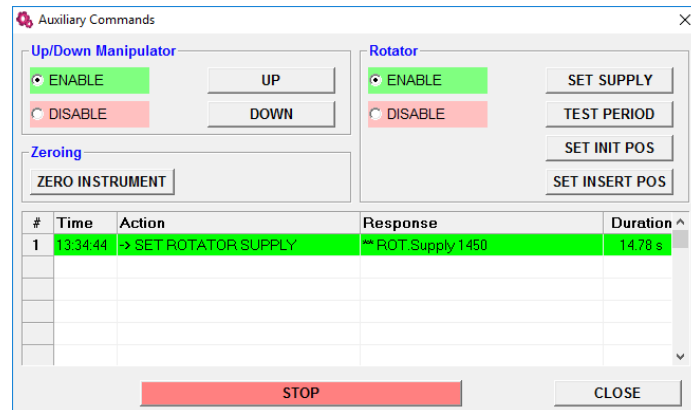 Auxiliary Commands
Up/Down Manipulator
ENABLE
UP
DISABLE
DOWN
Zeroing
ZERO INSTRUMENT
Rotator
ENABLE
SET SUPPLY
DISABLE
TEST PERIOD
SET INIT POS
SET INSERT POS
# Time Action Response Duration
1 13:34:44 -> SET ROTATOR SUPPLY ** ROT.Supply 1450 14.78 s
STOP
CLOSE